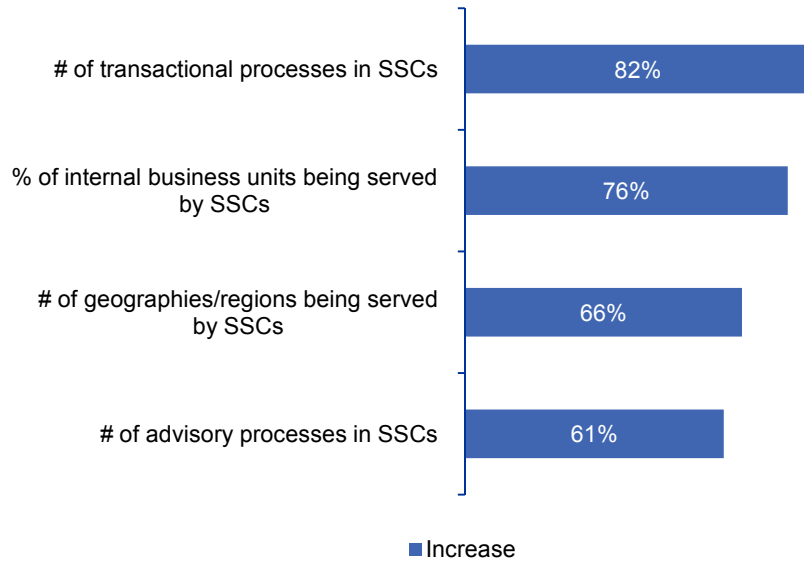 # of transactional processes in SSCs
82%
% of internal business units being served
by SSCs
76%
# of geographies/regions being served
by SSCs
66%
# of advisory processes in SSCs
61%
Increase